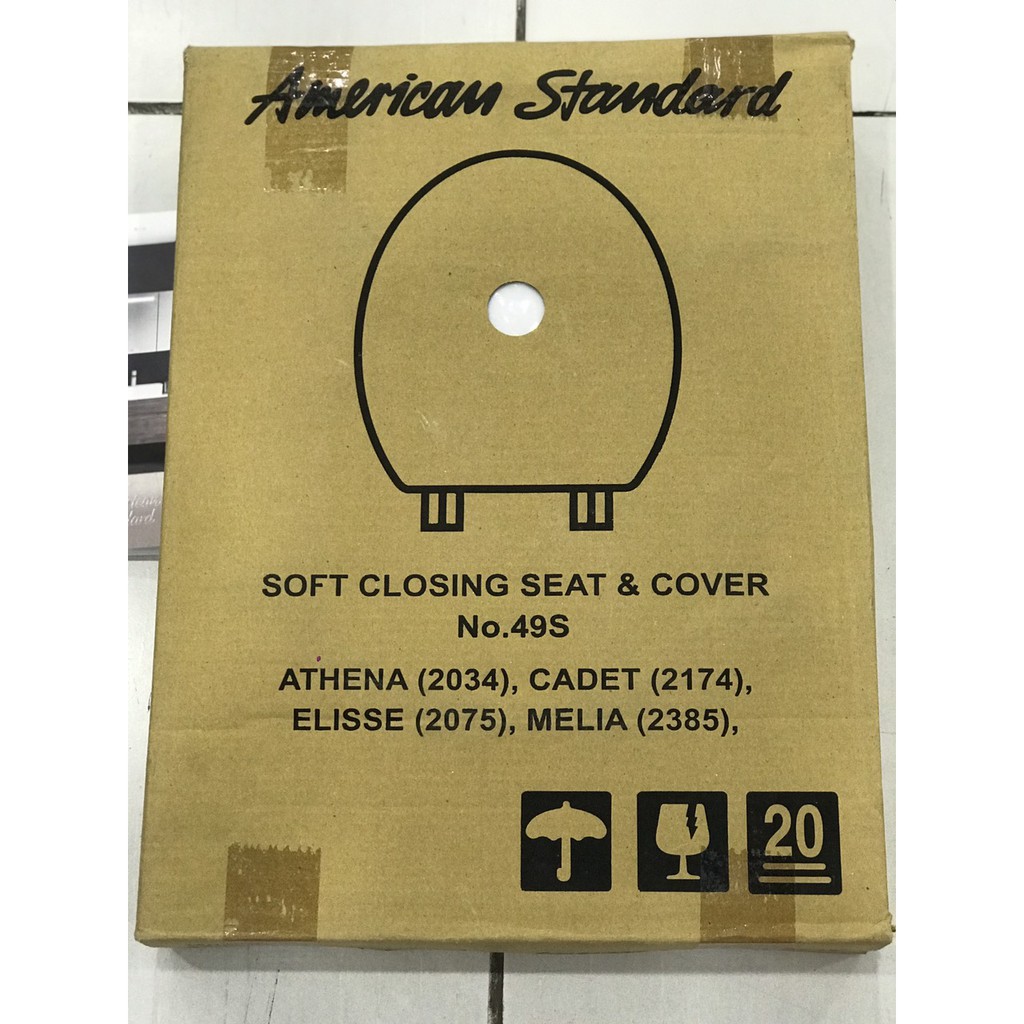 American Standard
SOFT CLOSING SEAT & COVER
No.49S
ATHENA (2034), CADET (2174),
ELISSE (2075), MELIA (2385),
20